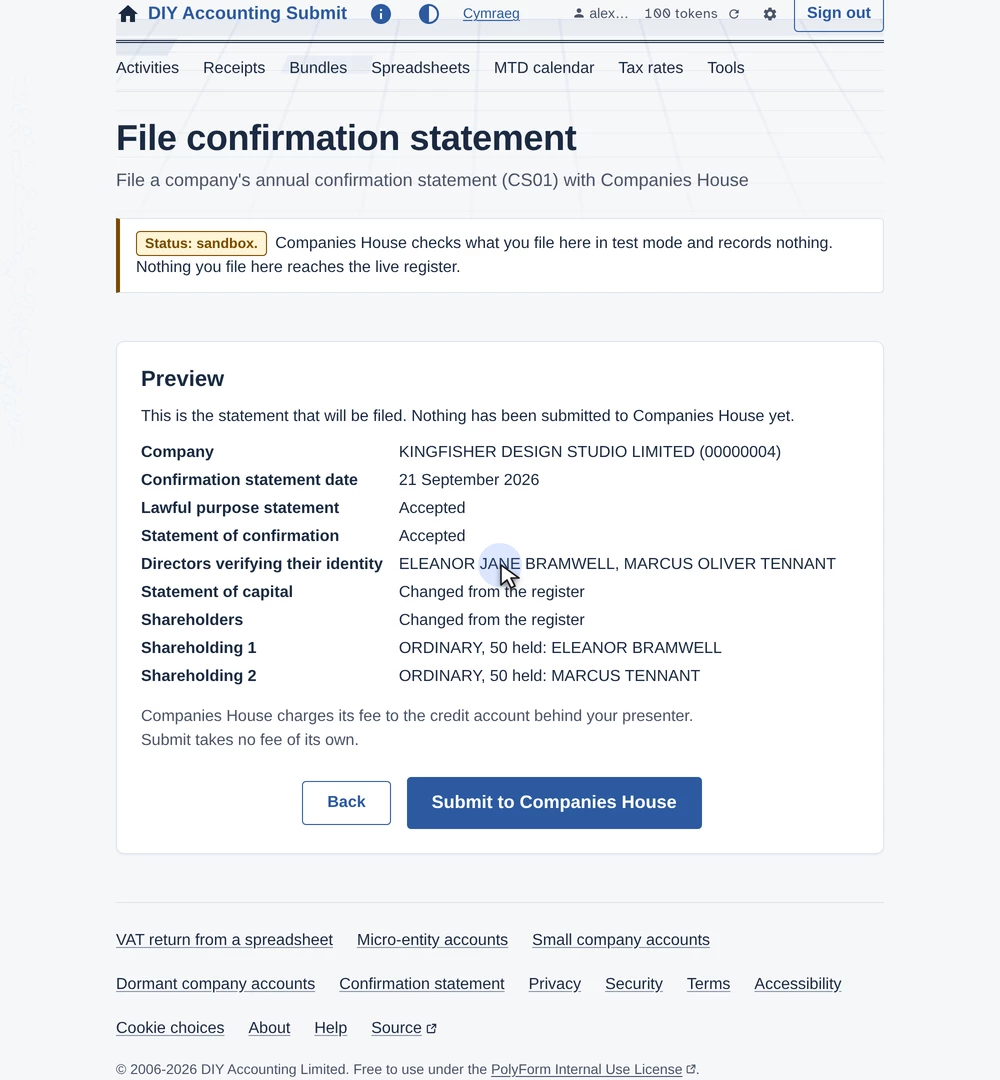 DIY Accounting Submit
Cymraeg
alex...
100 tokens
Sign out
Activities Receipts Bundles Spreadsheets MTD calendar Tax rates Tools
File confirmation statement
File a company's annual confirmation statement (CS01) with Companies House
Status: sandbox. Companies House checks what you file here in test mode and records nothing.
Nothing you file here reaches the live register.
Preview
This is the statement that will be filed. Nothing has been submitted to Companies House yet.
Company KINGFISHER DESIGN STUDIO LIMITED (00000004)
Confirmation statement date 21 September 2026
Lawful purpose statement Accepted
Statement of confirmation Accepted
Directors verifying their identity ELEANOR JANE BRAMWELL, MARCUS OLIVER TENNANT
Statement of capital Changed from the register
Shareholders Changed from the register
Shareholding 1 ORDINARY, 50 held: ELEANOR BRAMWELL
Shareholding 2 ORDINARY, 50 held: MARCUS TENNANT
Companies House charges its fee to the credit account behind your presenter.
Submit takes no fee of its own.
Back Submit to Companies House
VAT return from a spreadsheet Micro-entity accounts Small company accounts
Dormant company accounts Confirmation statement Privacy Security Terms Accessibility
Cookie choices About Help Source
© 2006-2026 DIY Accounting Limited. Free to use under the PolyForm Internal Use License.